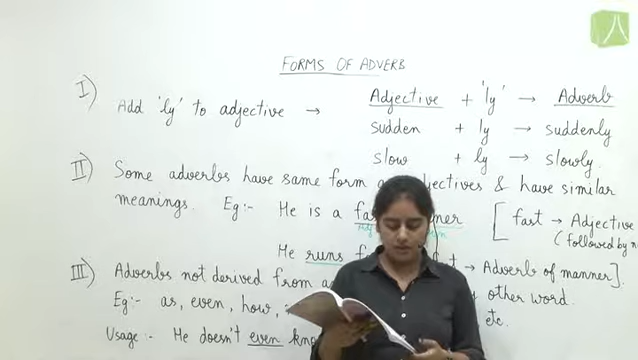 FORMS OF ADVERB
I) Add 'ly' to adjective → Adjective + 'ly' → Adverb
sudden + ly → suddenly
slow + ly → slowly.
II) Some adverbs have same form as adjectives & have similar
meanings. Eg:- He is a fast [ fast → Adjective
(followed by
He runs → Adverb of manner].
III) Adverbs not derived from other word.
Eg:- as, even, how, etc.
Usage:- He doesn't even